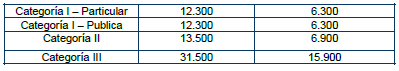 Categoría I – Particular 12.300 6.300
Categoría I – Publica 12.300 6.300
Categoría II 13.500 6.900
Categoría III 31.500 15.900